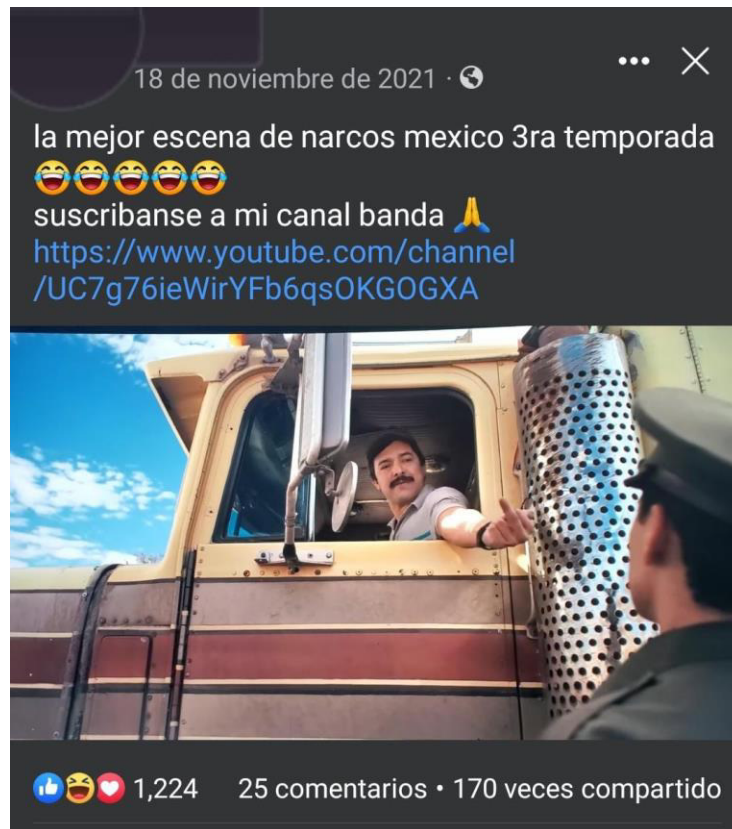 18 de noviembre de 2021 ·
la mejor escena de narcos mexico 3ra temporada
😂😂😂😂😂
suscribanse a mi canal banda 🙏
https://www.youtube.com/channel
/UC7g76ieWirYFb6qsOKGOGXA
1,224 25 comentarios • 170 veces compartido